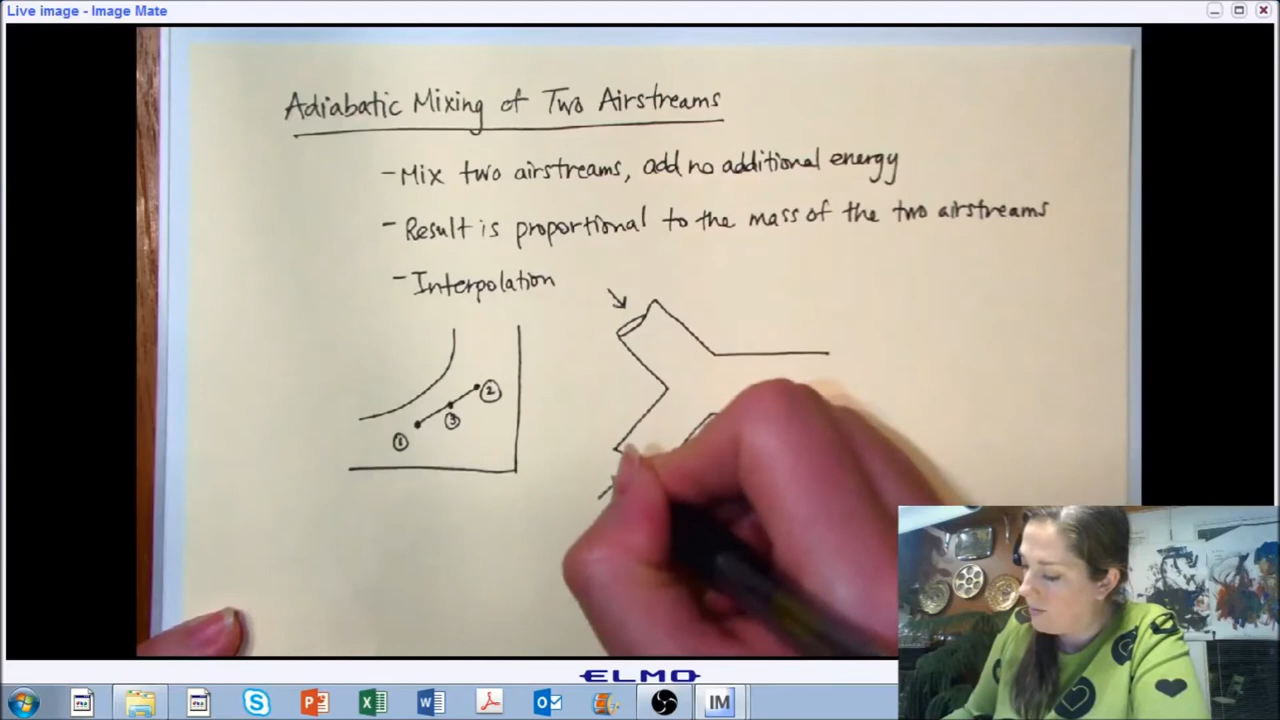 Live image - Image Mate
Adiabatic Mixing of Two Airstreams
- Mix two airstreams, add no additional energy
- Result is proportional to the mass of the two airstreams
- Interpolation
2
3
1
ELMO
IM